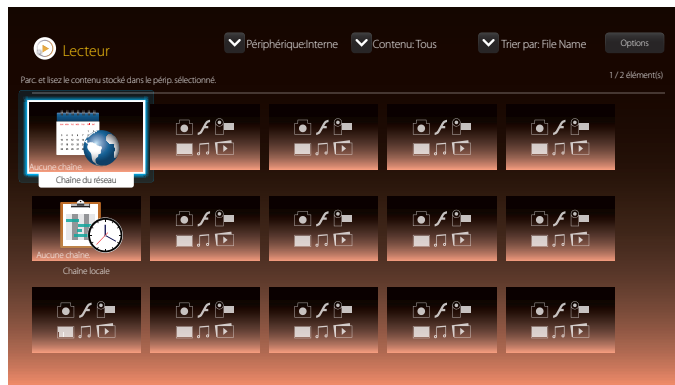 Lecteur
Périphérique:Interne
Contenu: Tous
Trier par: File Name
Options
Parc. et lisez le contenu stocké dans le périp. sélectionné.
1 / 2 élément(s)
Aucune chaîne.
Chaîne du réseau
Aucune chaîne.
Chaîne locale